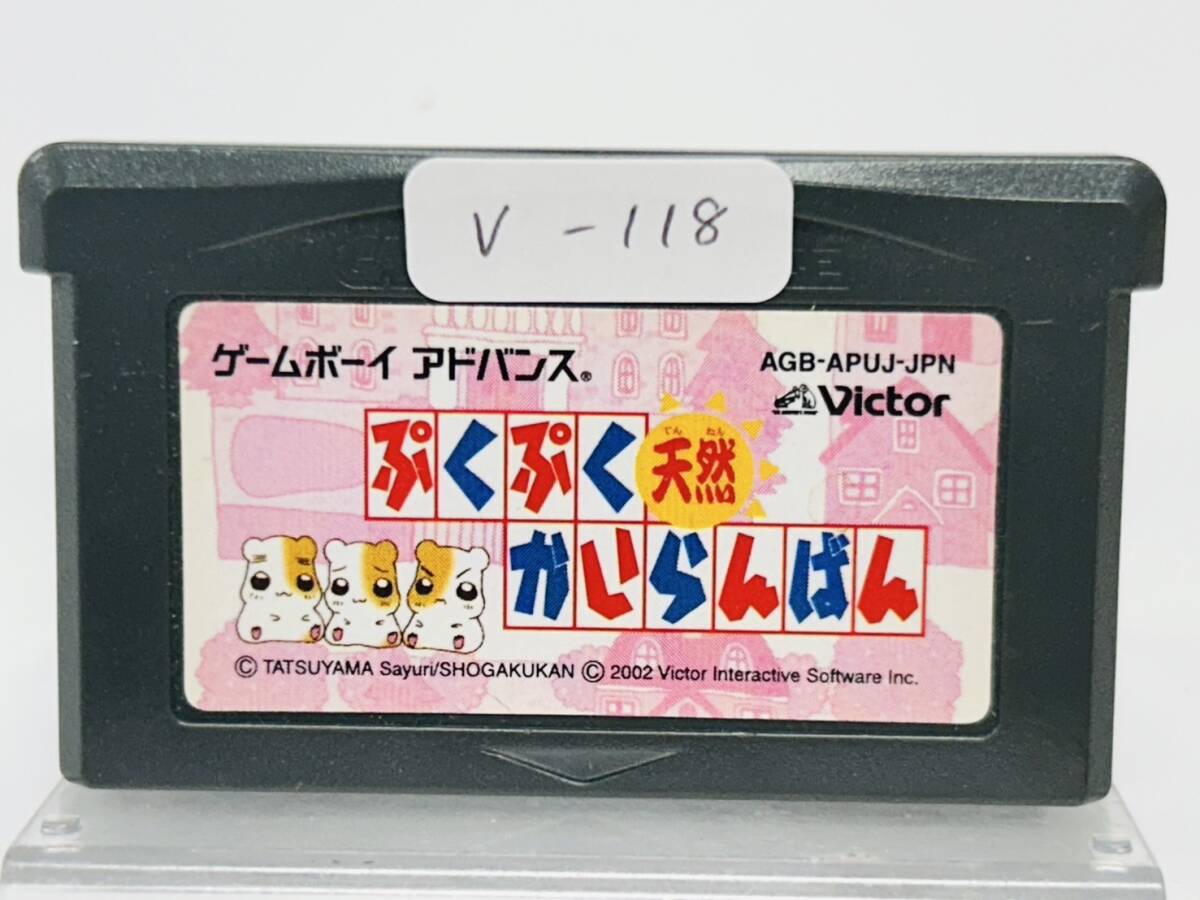 V-118
ゲームボーイ アドバンス®
AGB-APUJ-JPN
Victor
ぷくぷく天然
てんねん
かいらんばん
© TATSUYAMA Sayuri/SHOGAKUKAN © 2002 Victor Interactive Software Inc.